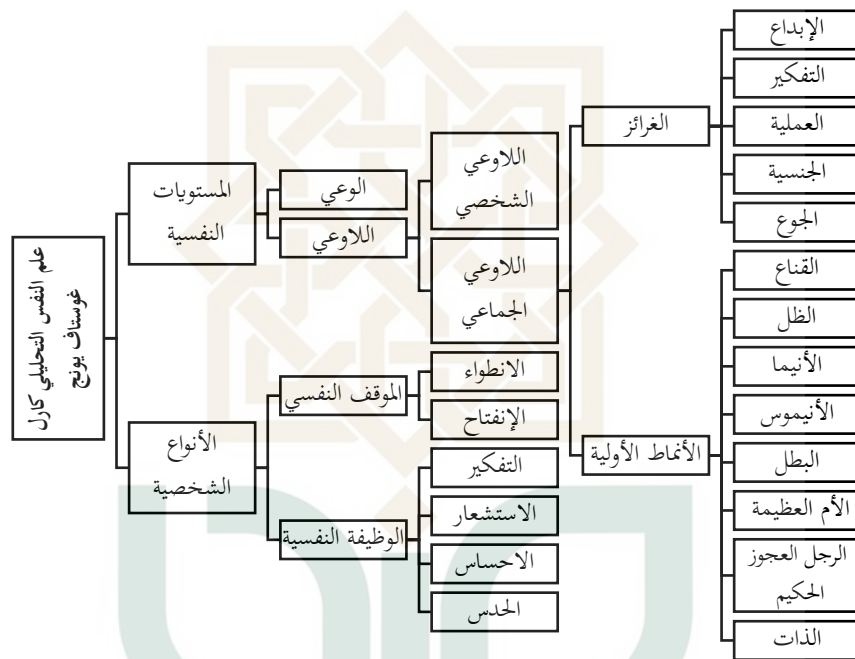 علم النفس التحليلي كارل
غوستاف يونج
المستويات
النفسية
الأنواع
الشخصية
الوعي
اللاوعي
الموقف النفسي
الوظيفة النفسية
اللاوعي
الشخصي
اللاوعي
الجماعي
الانطواء
الإنفتاح
التفكير
الاستشعار
الاحساس
الحدس
الغرائز
الأنماط الأولية
الإبداع
التفكير
العملية
الجنسية
الجوع
القناع
الظل
الأنيما
الأنيموس
البطل
الأم العظيمة
الرجل العجوز
الحكيم
الذات